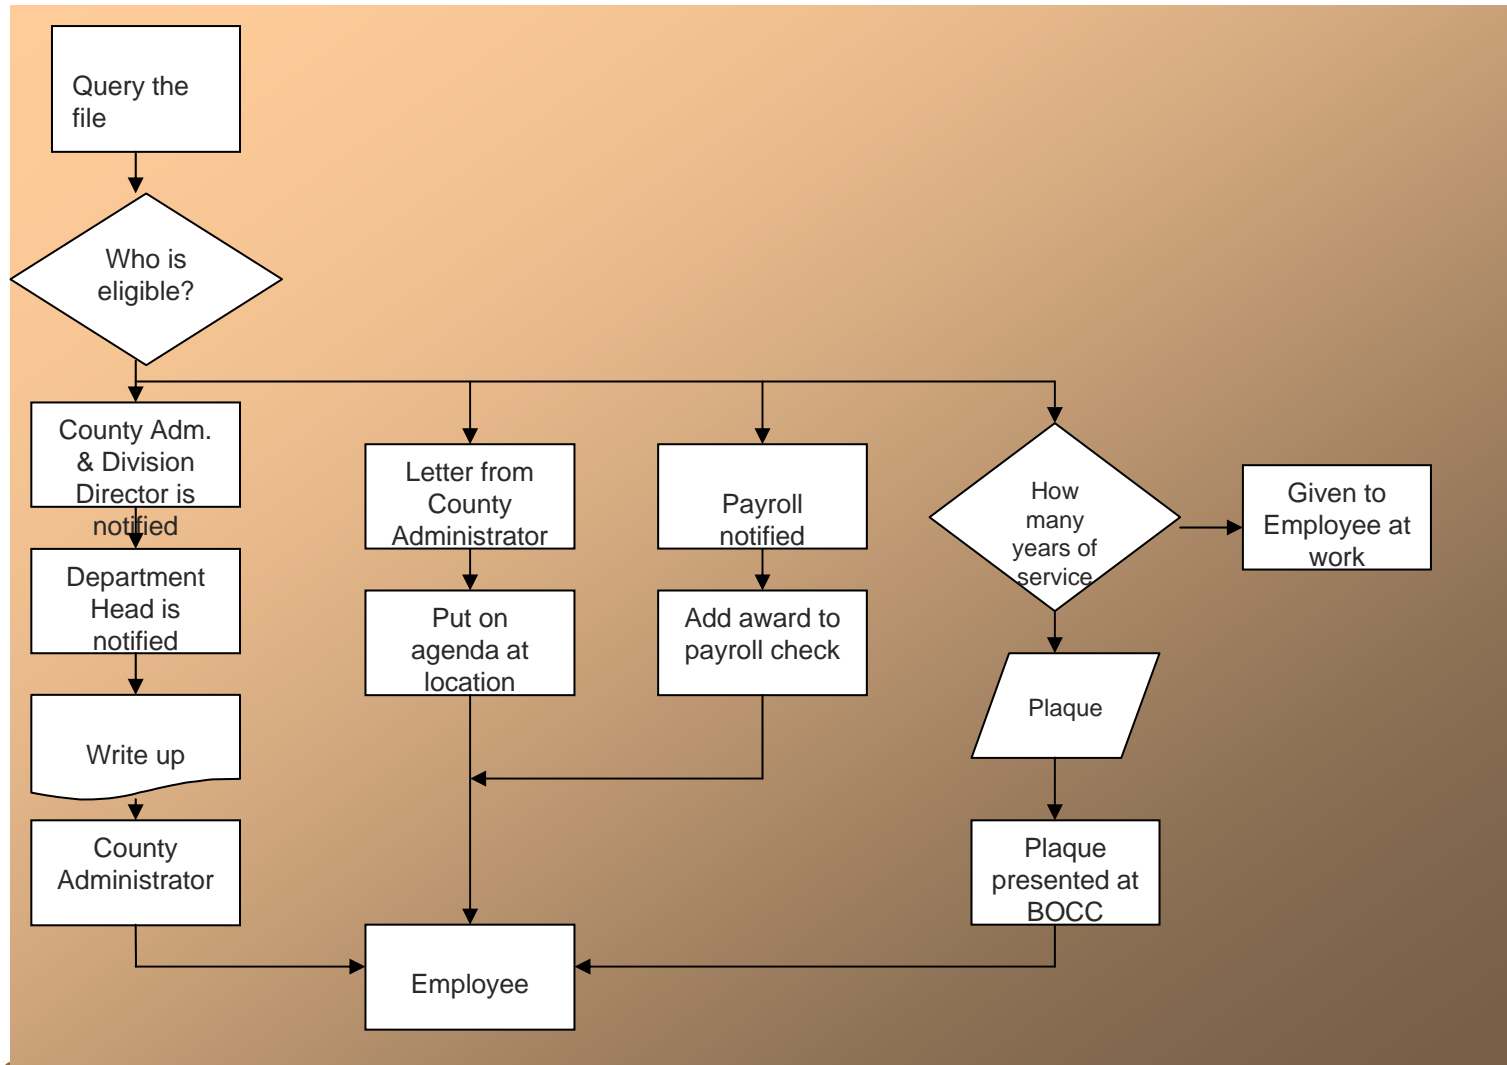 Query the
file
Who is
eligible?
County Adm.
& Division
Director is
notified
Department
Head is
notified
Write up
County
Administrator
Letter from
County
Administrator
Put on
agenda at
location
Payroll
notified
Add award to
payroll check
How
many
years of
service
Given to
Employee at
work
Plaque
Plaque
presented at
BOCC
Employee